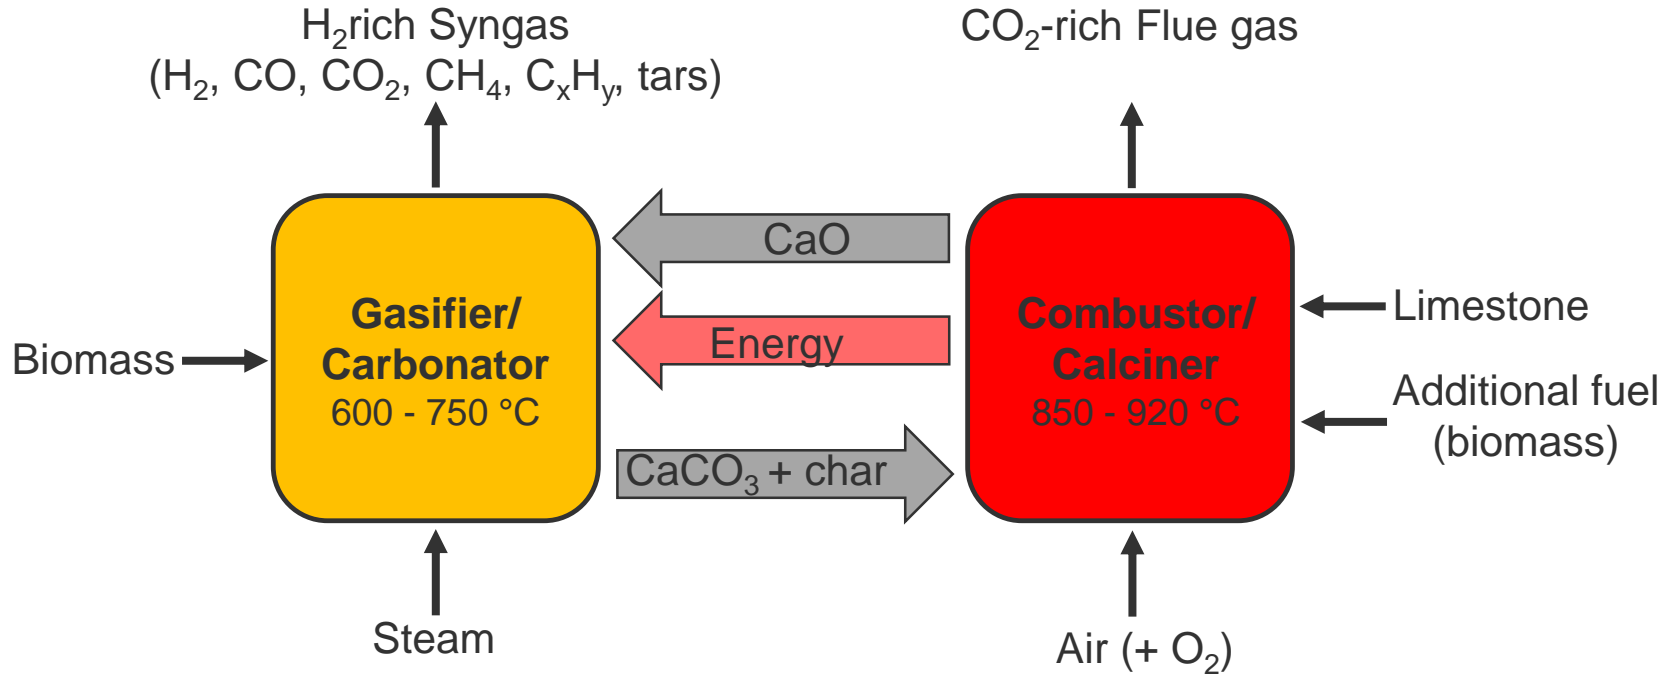 H₂rich Syngas
(H₂, CO, CO₂, CH₄, CₓHᵧ, tars)
CO₂-rich Flue gas
CaO
Energy
CaCO₃ + char
Gasifier/
Carbonator
600 - 750 °C
Combustor/
Calciner
850 - 920 °C
Biomass
Steam
Limestone
Additional fuel
(biomass)
Air (+ O₂)